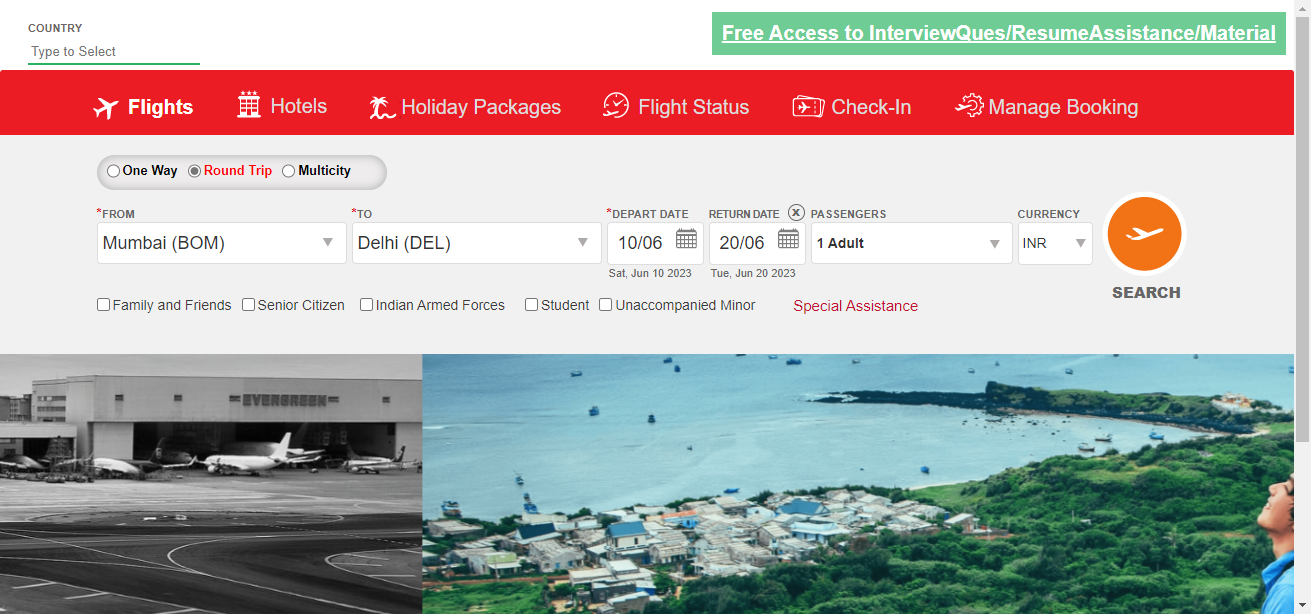 COUNTRY
Type to Select
Free Access to InterviewQues/ResumeAssistance/Material
Flights Hotels Holiday Packages Flight Status Check-In Manage Booking
One Way Round Trip Multicity
*FROM *TO *DEPART DATE RETURN DATE PASSENGERS CURRENCY
Mumbai (BOM) Delhi (DEL) 10/06 20/06 1 Adult INR
Sat, Jun 10 2023 Tue, Jun 20 2023
SEARCH
Family and Friends Senior Citizen Indian Armed Forces Student Unaccompanied Minor Special Assistance
EVERGREEN